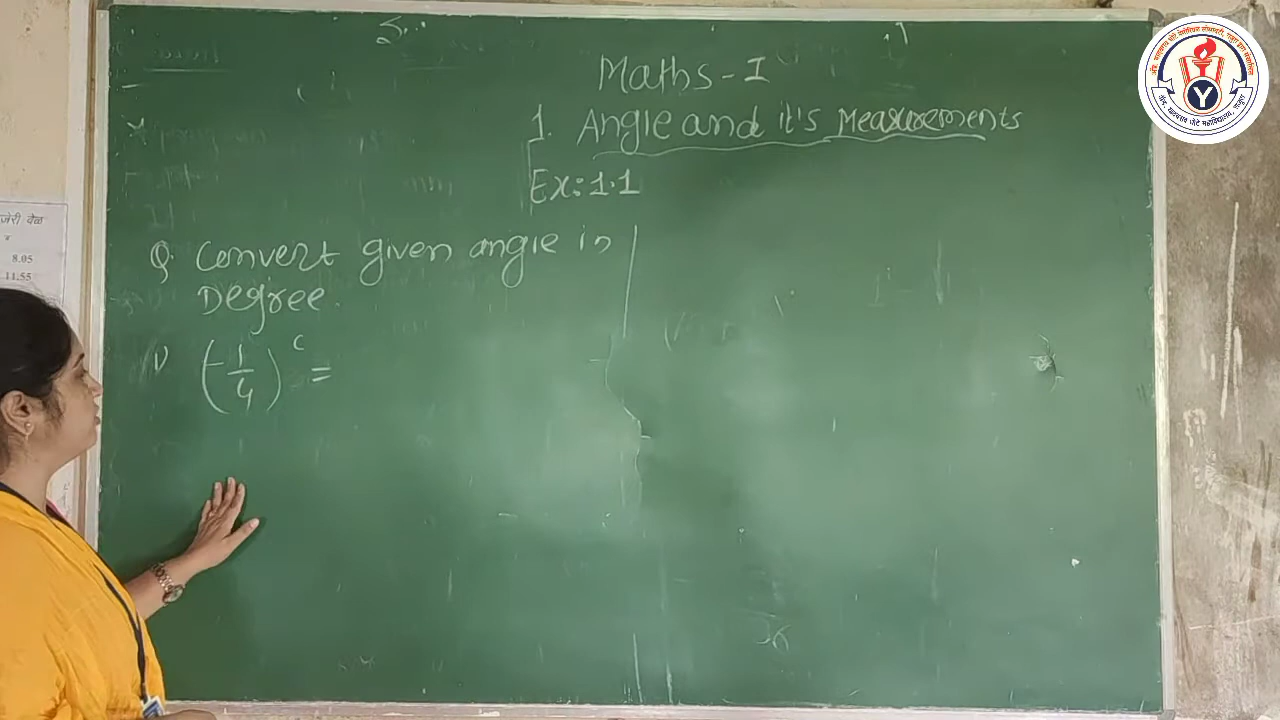 Maths - I
1. Angle and it's Measurements
Ex: 1.1
Q. Convert given angle in
Degree.
1) (-1/4)ᶜ =
वेळ
8.05
11.55
Y